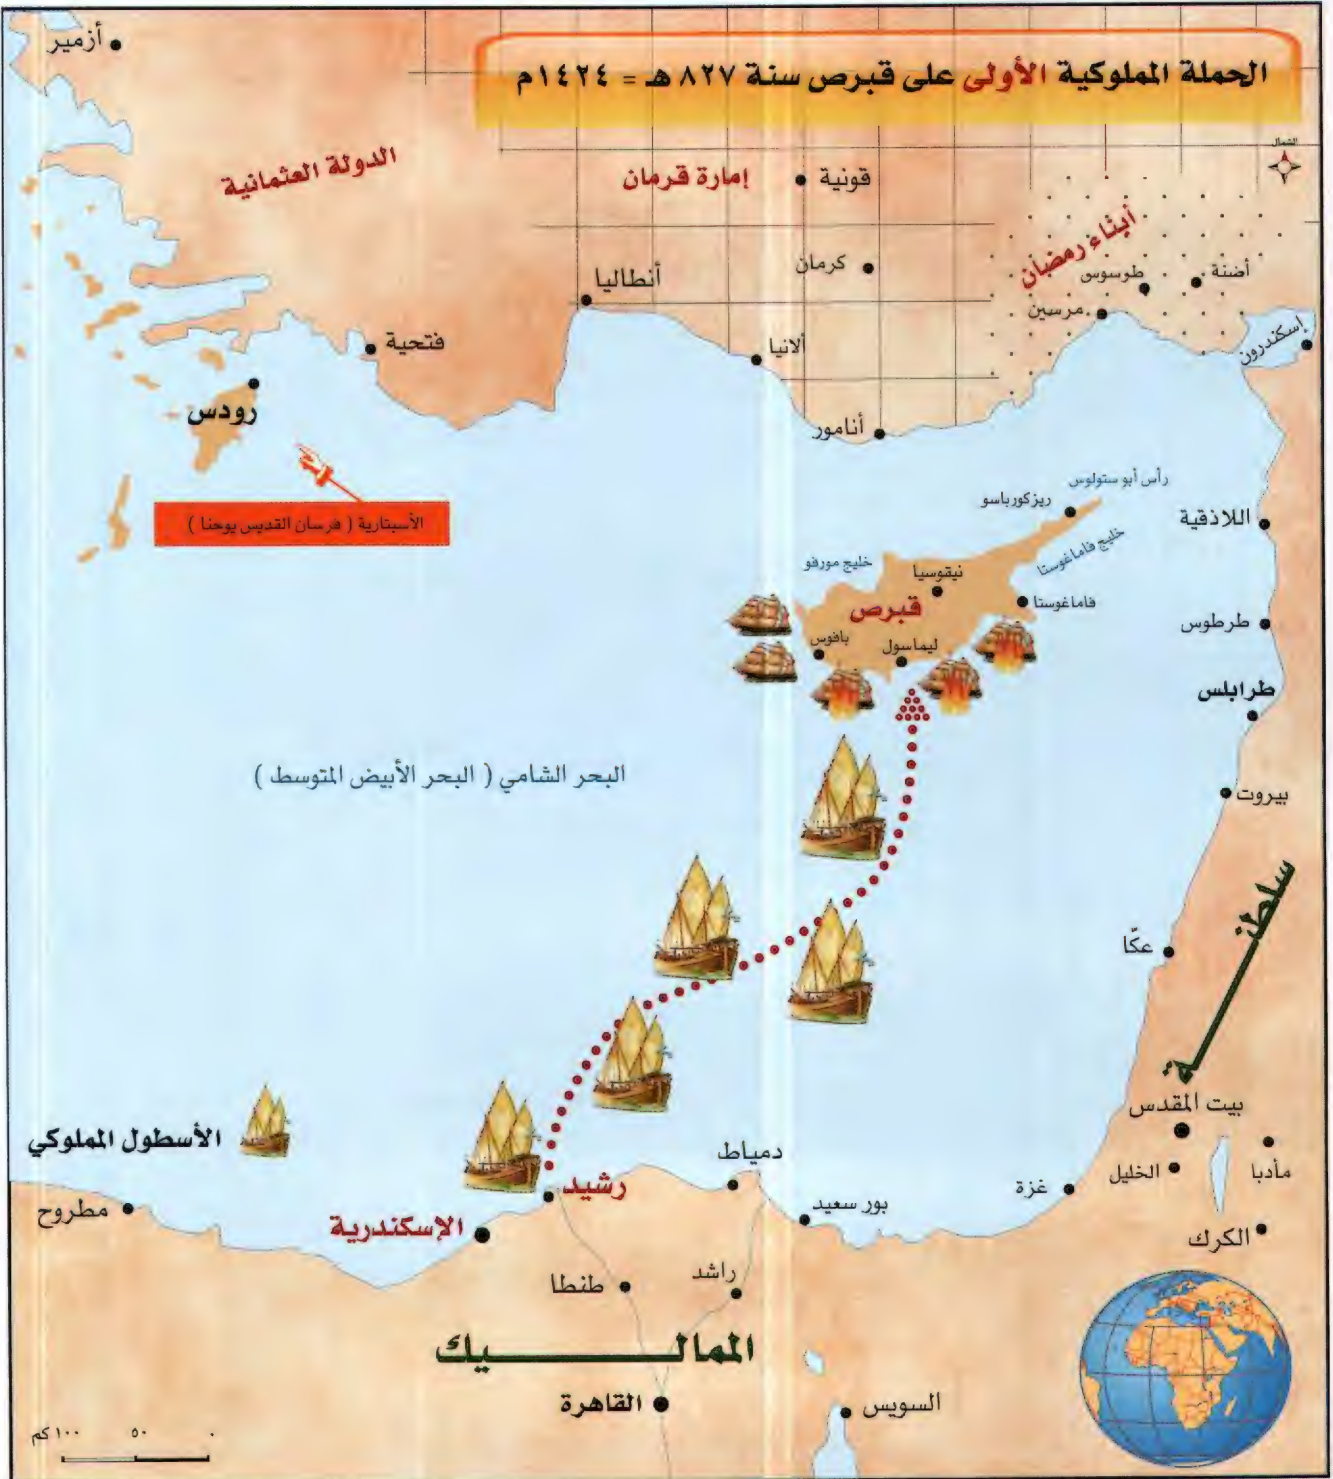 الحملة المملوكية الأولى على قبرص سنة ٨٢٧ هـ = ١٤٢٤م
أزمير
الشمال
الدولة العثمانية
إمارة قرمان
قونية
أبناء رمضان
كرمان
طرسوس
أضنة
أنطاليا
مرسين
إسكندرون
فتحية
ألانيا
رودس
أنامور
رأس أبو ستولوس
ريزكورباسو
الأسبتارية ( فرسان القديس يوحنا )
اللاذقية
خليج فاماغوستا
خليج مورفو
نيقوسيا
قبرص
فاماغوستا
طرطوس
بافوس
ليماسول
طرابلس
البحر الشامي ( البحر الأبيض المتوسط )
بيروت
سلطنـة
عكّا
بيت المقدس
الأسطول المملوكي
دمياط
الخليل
مأدبا
رشيد
غزة
مطروح
بور سعيد
الإسكندرية
الكرك
راشد
طنطا
المماليـك
القاهرة
السويس
١٠٠ كم
٥٠
٠